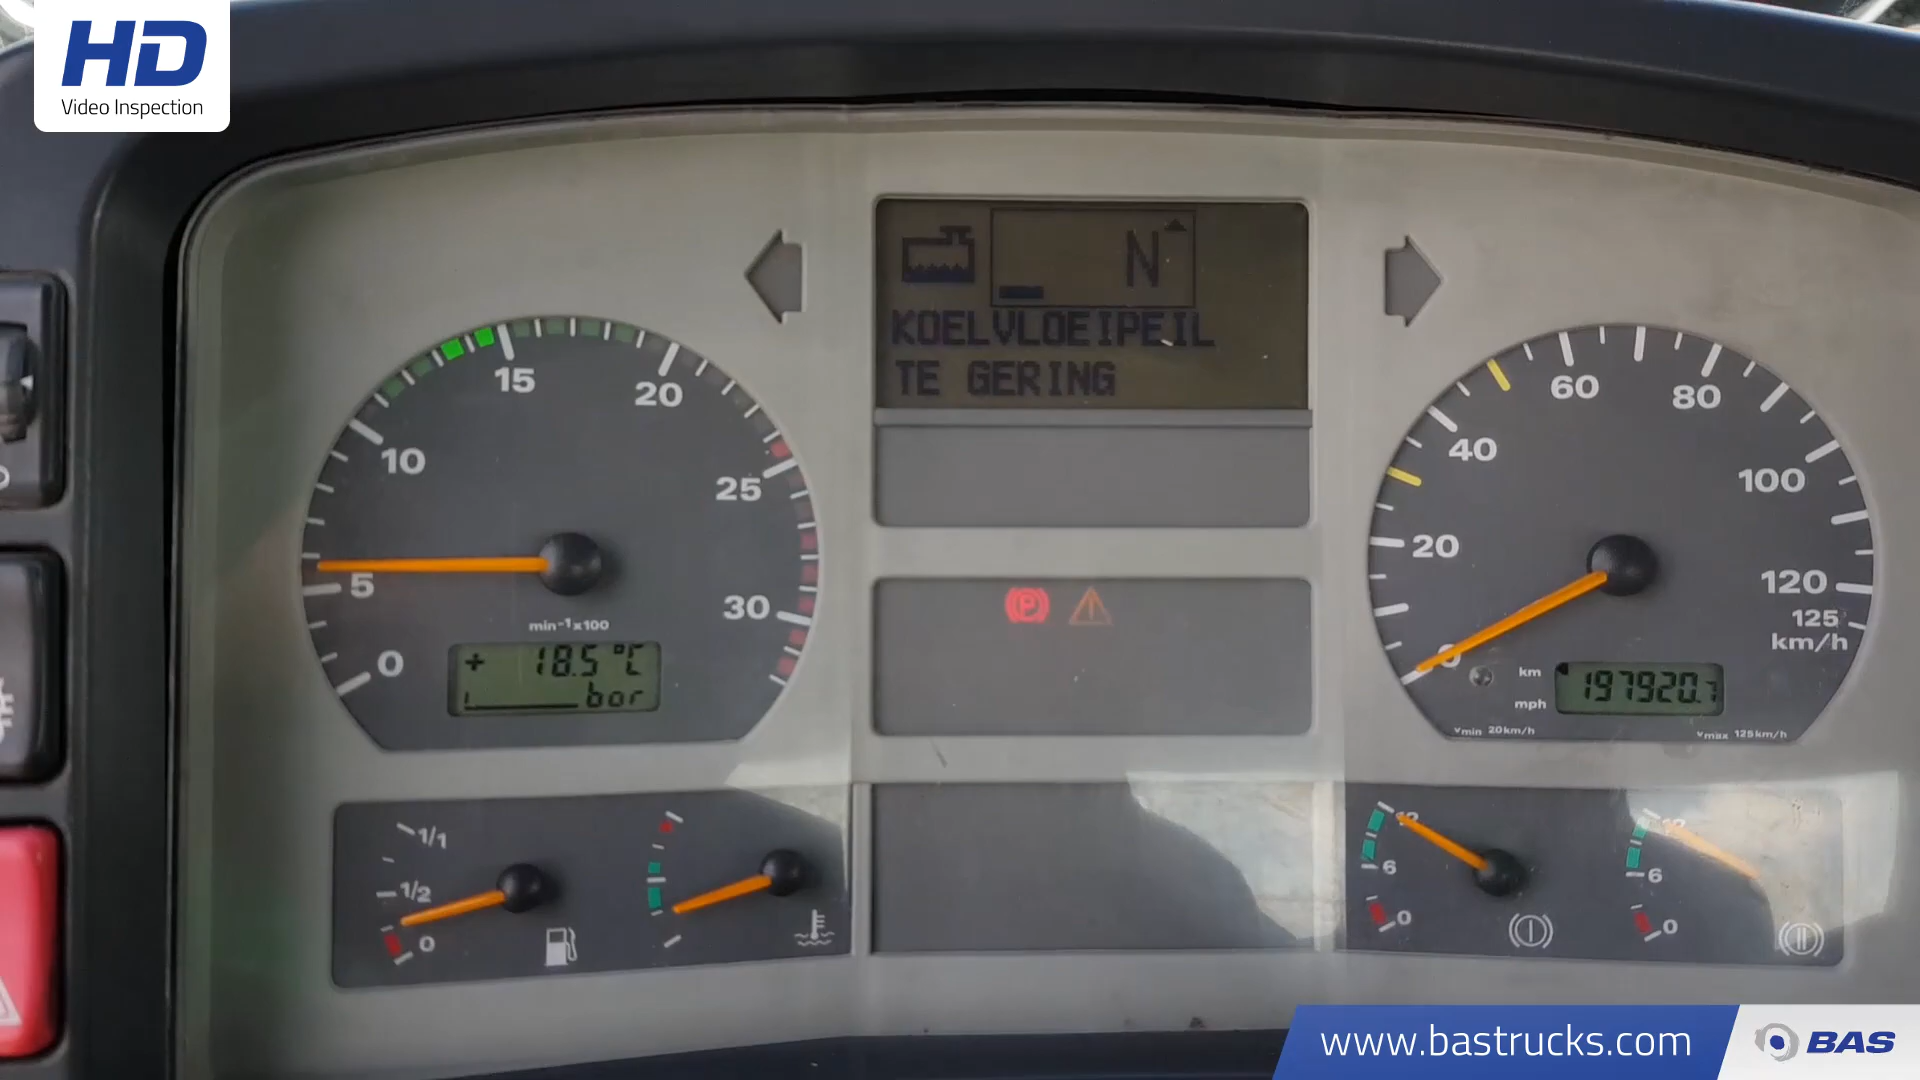 HD
Video Inspection
N
KOELVLOEIPEIL
TE GERING
15
20
10
25
5
30
0
min-1x100
+ 18.5 °C
bar
60
80
40
100
20
120
125
km/h
0
km
mph
197920.7
vmin 20km/h
vmax 125km/h
1/1
1/2
0
12
6
0
12
6
0
P
www.bastrucks.com
BAS